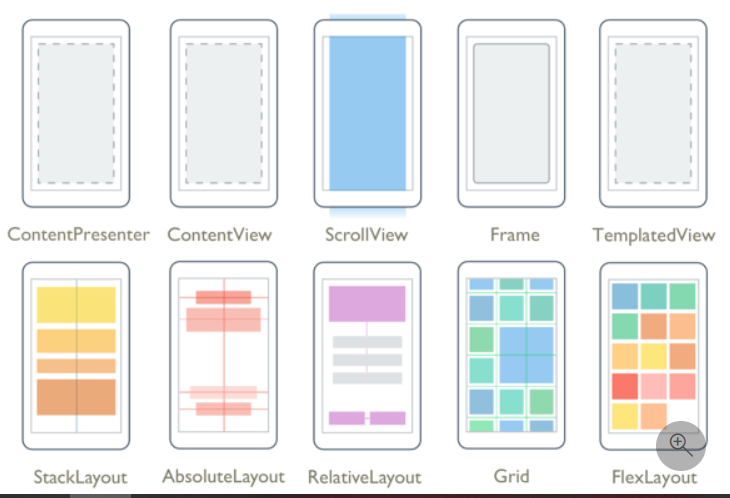 ContentPresenter ContentView ScrollView Frame TemplatedView
StackLayout AbsoluteLayout RelativeLayout Grid FlexLayout